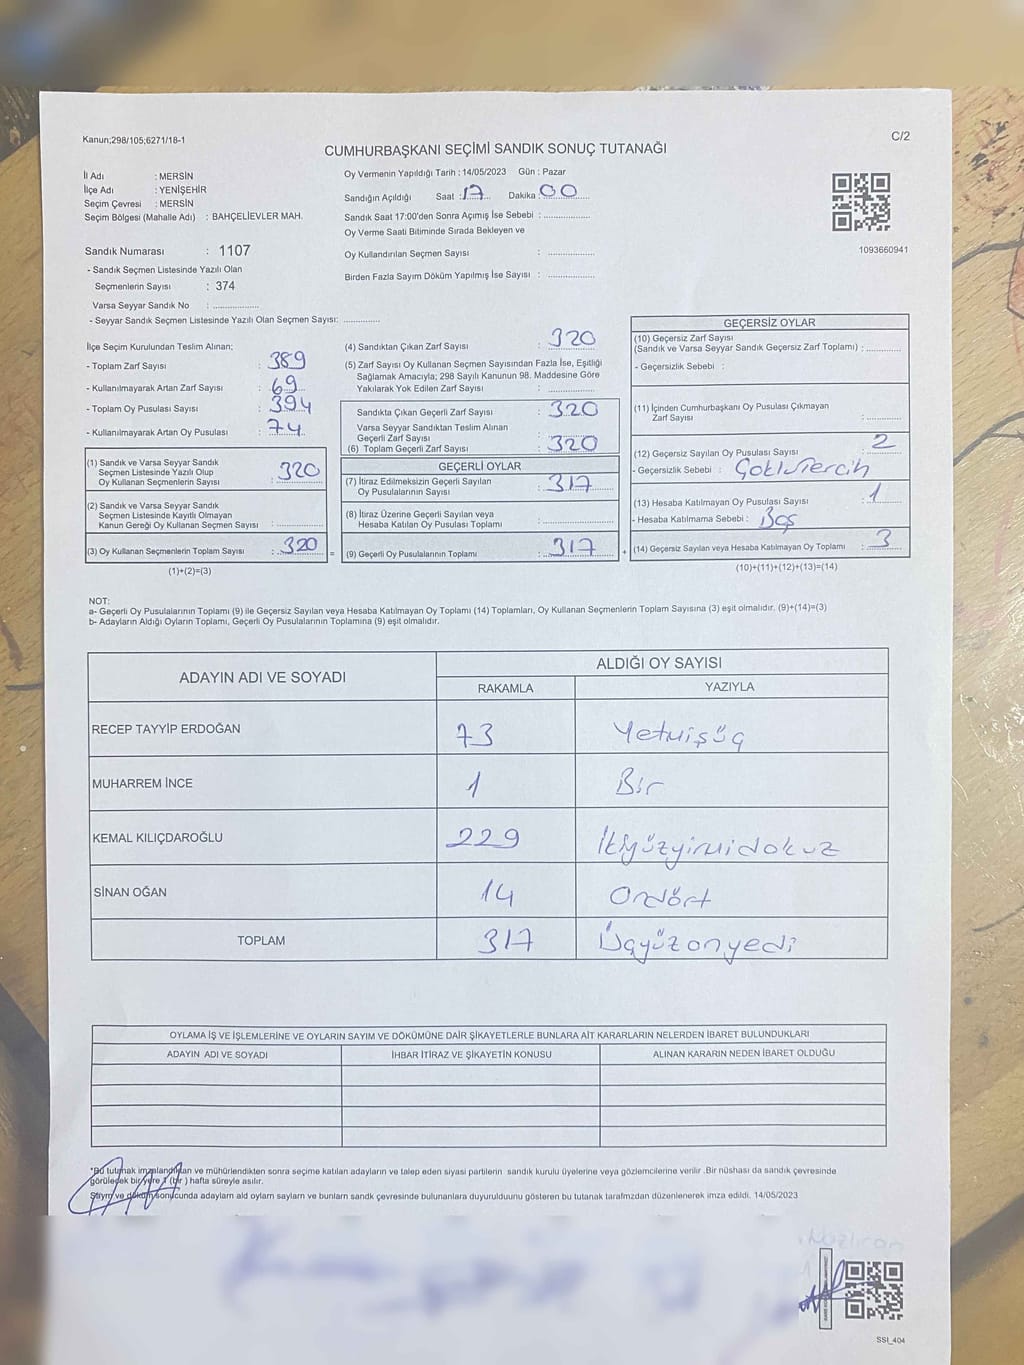 Kanun;298/105;6271/18-1
C/2
CUMHURBAŞKANI SEÇİMİ SANDIK SONUÇ TUTANAĞI
İl Adı : MERSİN
İlçe Adı : YENİŞEHİR
Seçim Çevresi : MERSİN
Seçim Bölgesi (Mahalle Adı) : BAHÇELİEVLER MAH.
Oy Vermenin Yapıldığı Tarih : 14/05/2023 Gün : Pazar
Sandığın Açıldığı Saat : 17 Dakika : 00
Sandık Saat 17:00'den Sonra Açımış İse Sebebi : ..................
Oy Verme Saati Bitiminde Sırada Bekleyen ve
Oy Kullandırılan Seçmen Sayısı : ..................
Birden Fazla Sayım Döküm Yapılmış İse Sayısı : ..................
1093660941
Sandık Numarası : 1107
- Sandık Seçmen Listesinde Yazılı Olan
Seçmenlerin Sayısı : 374
Varsa Seyyar Sandık No : ..................
- Seyyar Sandık Seçmen Listesinde Yazılı Olan Seçmen Sayısı: ..............
İlçe Seçim Kurulundan Teslim Alınan;
- Toplam Zarf Sayısı : 389
- Kullanılmayarak Artan Zarf Sayısı : 69
- Toplam Oy Pusulası Sayısı : 394
- Kullanılmayarak Artan Oy Pusulası : 74
(1) Sandık ve Varsa Seyyar Sandık
Seçmen Listesinde Yazılı Olup
Oy Kullanan Seçmenlerin Sayısı : 320
(2) Sandık ve Varsa Seyyar Sandık
Seçmen Listesinde Kayıtlı Olmayan
Kanun Gereği Oy Kullanan Seçmen Sayısı : ..................
(3) Oy Kullanan Seçmenlerin Toplam Sayısı : 320 =
(1)+(2)=(3)
(4) Sandıktan Çıkan Zarf Sayısı : 320
(5) Zarf Sayısı Oy Kullanan Seçmen Sayısından Fazla İse, Eşitliği
Sağlamak Amacıyla; 298 Sayılı Kanunun 98. Maddesine Göre
Yakılarak Yok Edilen Zarf Sayısı : ..................
Sandıkta Çıkan Geçerli Zarf Sayısı : 320
Varsa Seyyar Sandıktan Teslim Alınan
Geçerli Zarf Sayısı : ..................
(6) Toplam Geçerli Zarf Sayısı : 320
GEÇERLİ OYLAR
(7) İtiraz Edilmeksizin Geçerli Sayılan
Oy Pusulalarının Sayısı : 317
(8) İtiraz Üzerine Geçerli Sayılan veya
Hesaba Katılan Oy Pusulası Toplamı : ..................
(9) Geçerli Oy Pusulalarının Toplamı : 317 +
GEÇERSİZ OYLAR
(10) Geçersiz Zarf Sayısı
(Sandık ve Varsa Seyyar Sandık Geçersiz Zarf Toplamı) : ............
- Geçersizlik Sebebi :
(11) İçinden Cumhurbaşkanı Oy Pusulası Çıkmayan
Zarf Sayısı : ............
(12) Geçersiz Sayılan Oy Pusulası Sayısı : 2
- Geçersizlik Sebebi : Çoklu tercih
(13) Hesaba Katılmayan Oy Pusulası Sayısı : 1
- Hesaba Katılmama Sebebi : Boş
(14) Geçersiz Sayılan veya Hesaba Katılmayan Oy Toplamı : 3
(10)+(11)+(12)+(13)=(14)
NOT:
a- Geçerli Oy Pusulalarının Toplamı (9) ile Geçersiz Sayılan veya Hesaba Katılmayan Oy Toplamı (14) Toplamları, Oy Kullanan Seçmenlerin Toplam Sayısına (3) eşit olmalıdır. (9)+(14)=(3)
b- Adayların Aldığı Oyların Toplamı, Geçerli Oy Pusulalarının Toplamına (9) eşit olmalıdır.
ADAYIN ADI VE SOYADI
ALDIĞI OY SAYISI
RAKAMLA YAZIYLA
RECEP TAYYİP ERDOĞAN 73 Yetmişüç
MUHARREM İNCE 1 Bir
KEMAL KILIÇDAROĞLU 229 İkiyüzyirmidokuz
SİNAN OĞAN 14 Ondört
TOPLAM 317 Üçyüzonyedi
OYLAMA İŞ VE İŞLEMLERİNE VE OYLARIN SAYIM VE DÖKÜMÜNE DAİR ŞİKAYETLERLE BUNLARA AİT KARARLARIN NELERDEN İBARET BULUNDUKLARI
ADAYIN ADI VE SOYADI İHBAR İTİRAZ VE ŞİKAYETİN KONUSU ALINAN KARARIN NEDEN İBARET OLDUĞU
*Bu tutanak imzalandıktan ve mühürlendikten sonra seçime katılan adayların ve talep eden siyasi partilerin sandık kurulu üyelerine veya gözlemcilerine verilir .Bir nüshası da sandık çevresinde
görülecek bir yere 1 (bir ) hafta süreyle asılır.
Sayım ve döküm sonucunda adayların ald oyların sayların ve bunların sandk çevresinde bulunanlara duyurulduunu gösteren bu tutanak tarafmzdan düzenlenerek imza edildi. 14/05/2023
SSI_404